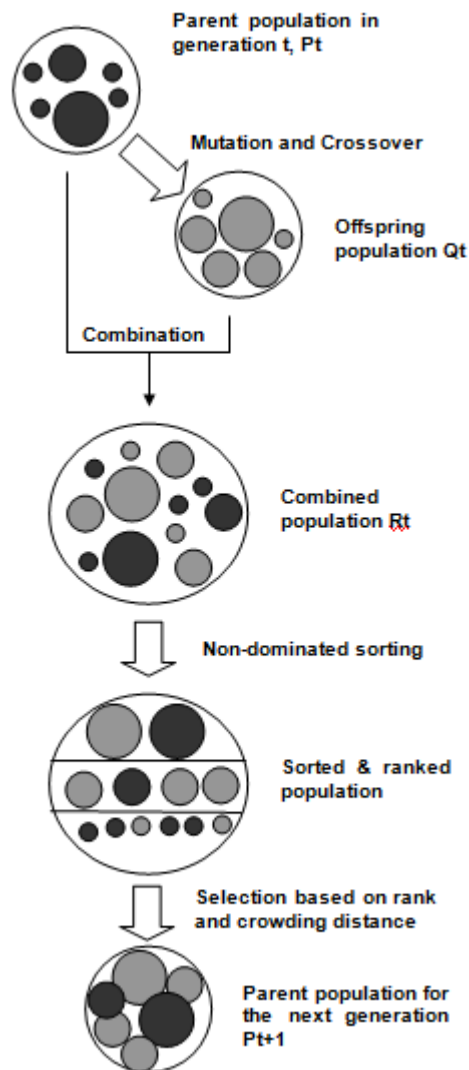 Parent population in
generation t, Pt
Mutation and Crossover
Offspring
population Qt
Combination
Combined
population Rt
Non-dominated sorting
Sorted & ranked
population
Selection based on rank
and crowding distance
Parent population for
the next generation
Pt+1